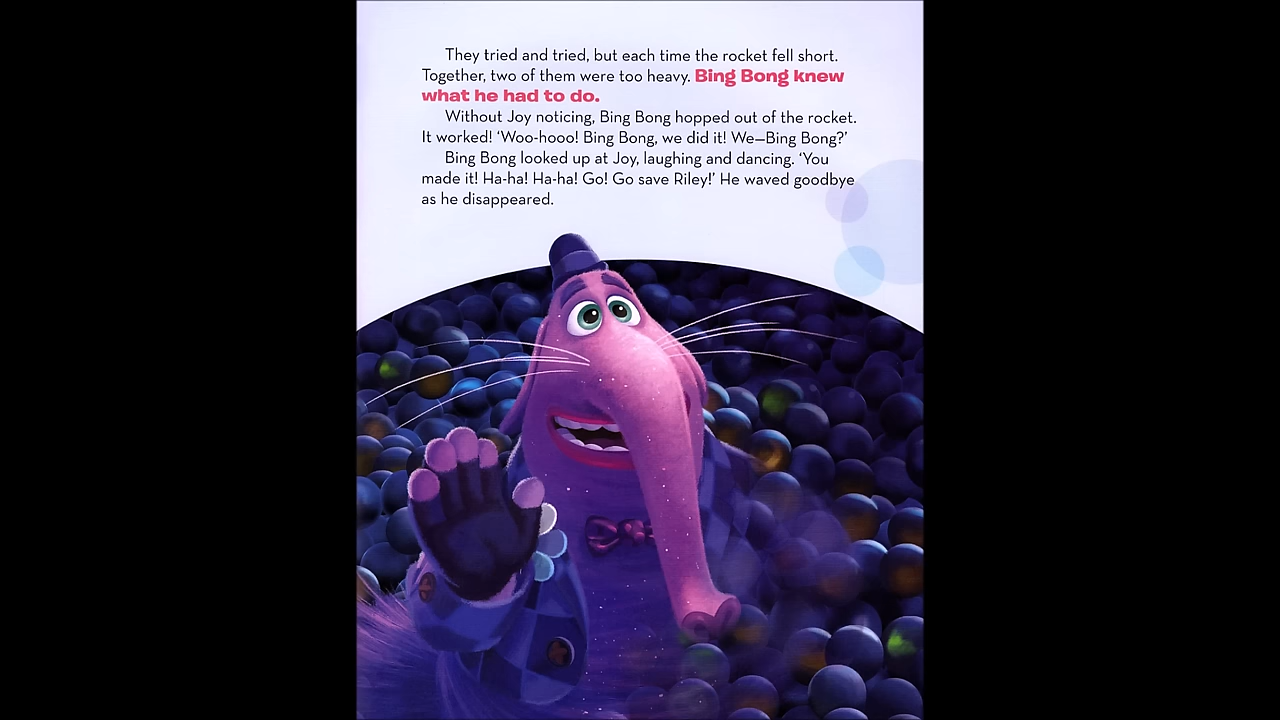 They tried and tried, but each time the rocket fell short.
Together, two of them were too heavy. Bing Bong knew
what he had to do.
Without Joy noticing, Bing Bong hopped out of the rocket.
It worked! ‘Woo-hooo! Bing Bong, we did it! We—Bing Bong?’
Bing Bong looked up at Joy, laughing and dancing. ‘You
made it! Ha-ha! Ha-ha! Go! Go save Riley!’ He waved goodbye
as he disappeared.